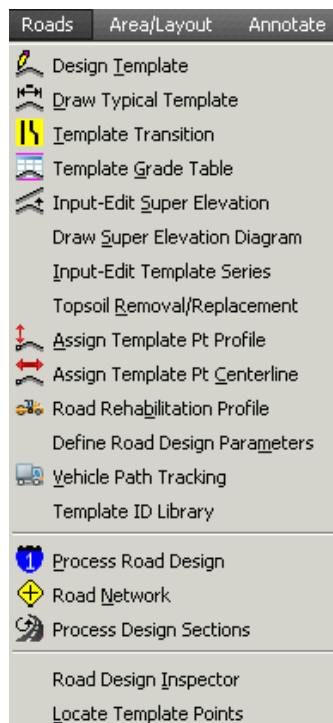 Roads Area/Layout Annotate
Design Template
Draw Typical Template
Template Transition
Template Grade Table
Input-Edit Super Elevation
Draw Super Elevation Diagram
Input-Edit Template Series
Topsoil Removal/Replacement
Assign Template Pt Profile
Assign Template Pt Centerline
Road Rehabilitation Profile
Define Road Design Parameters
Vehicle Path Tracking
Template ID Library
1 Process Road Design
Road Network
Process Design Sections
Road Design Inspector
Locate Template Points